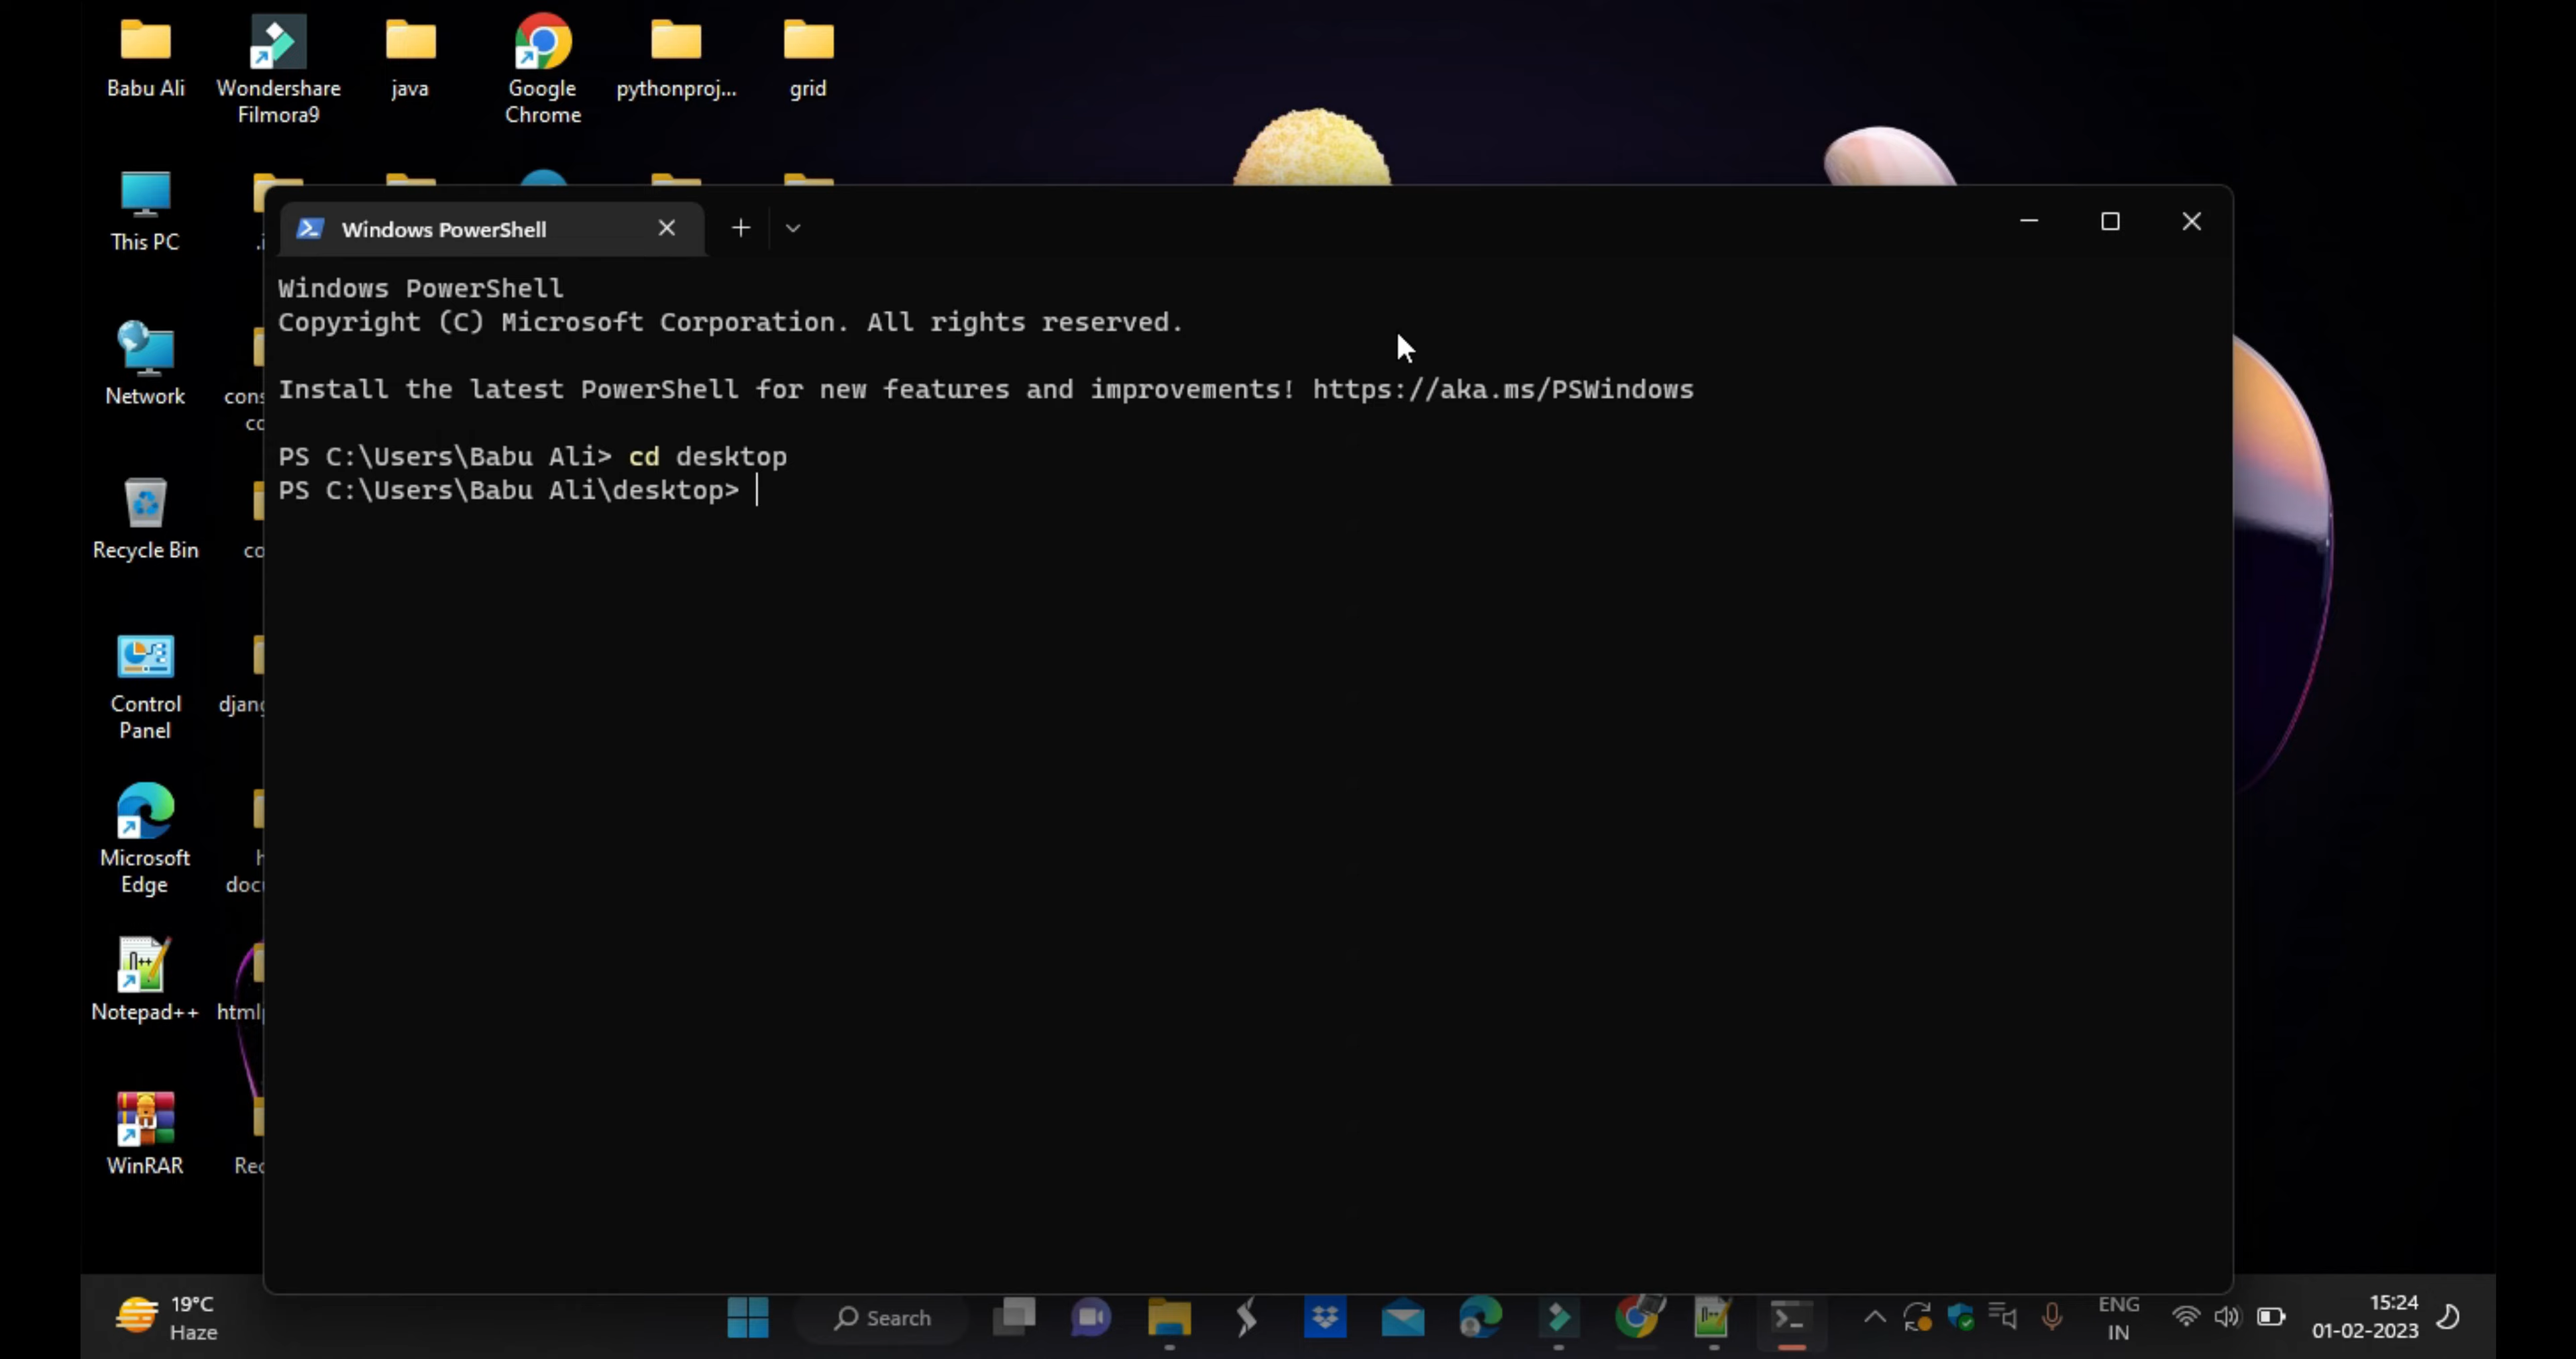 Babu Ali
Wondershare
Filmora9
java
Google
Chrome
pythonproj...
grid
This PC
Network
Recycle Bin
Control
Panel
Microsoft
Edge
Notepad++
WinRAR
Windows PowerShell
Windows PowerShell
Copyright (C) Microsoft Corporation. All rights reserved.
Install the latest PowerShell for new features and improvements! https://aka.ms/PSWindows
PS C:\Users\Babu Ali> cd desktop
PS C:\Users\Babu Ali\desktop>
19°C
Haze
Search
ENG
IN
15:24
01-02-2023